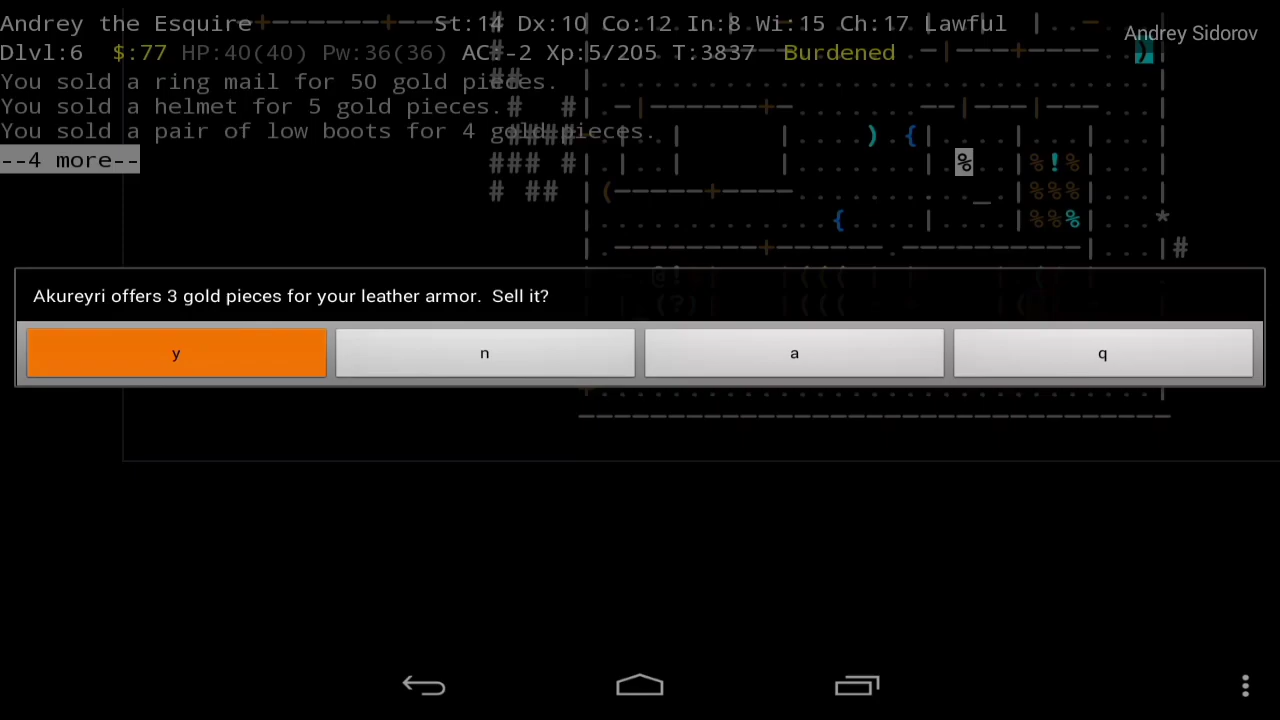 Andrey the Esquire St:14 Dx:10 Co:12 In:8 Wi:15 Ch:17 Lawful
Andrey Sidorov
Dlvl:6 $:77 HP:40(40) Pw:36(36) AC:-2 Xp:5/205 T:3837 Burdened
You sold a ring mail for 50 gold pieces.
You sold a helmet for 5 gold pieces.
You sold a pair of low boots for 4 gold pieces.
--4 more--
Akureyri offers 3 gold pieces for your leather armor. Sell it?
y n a q